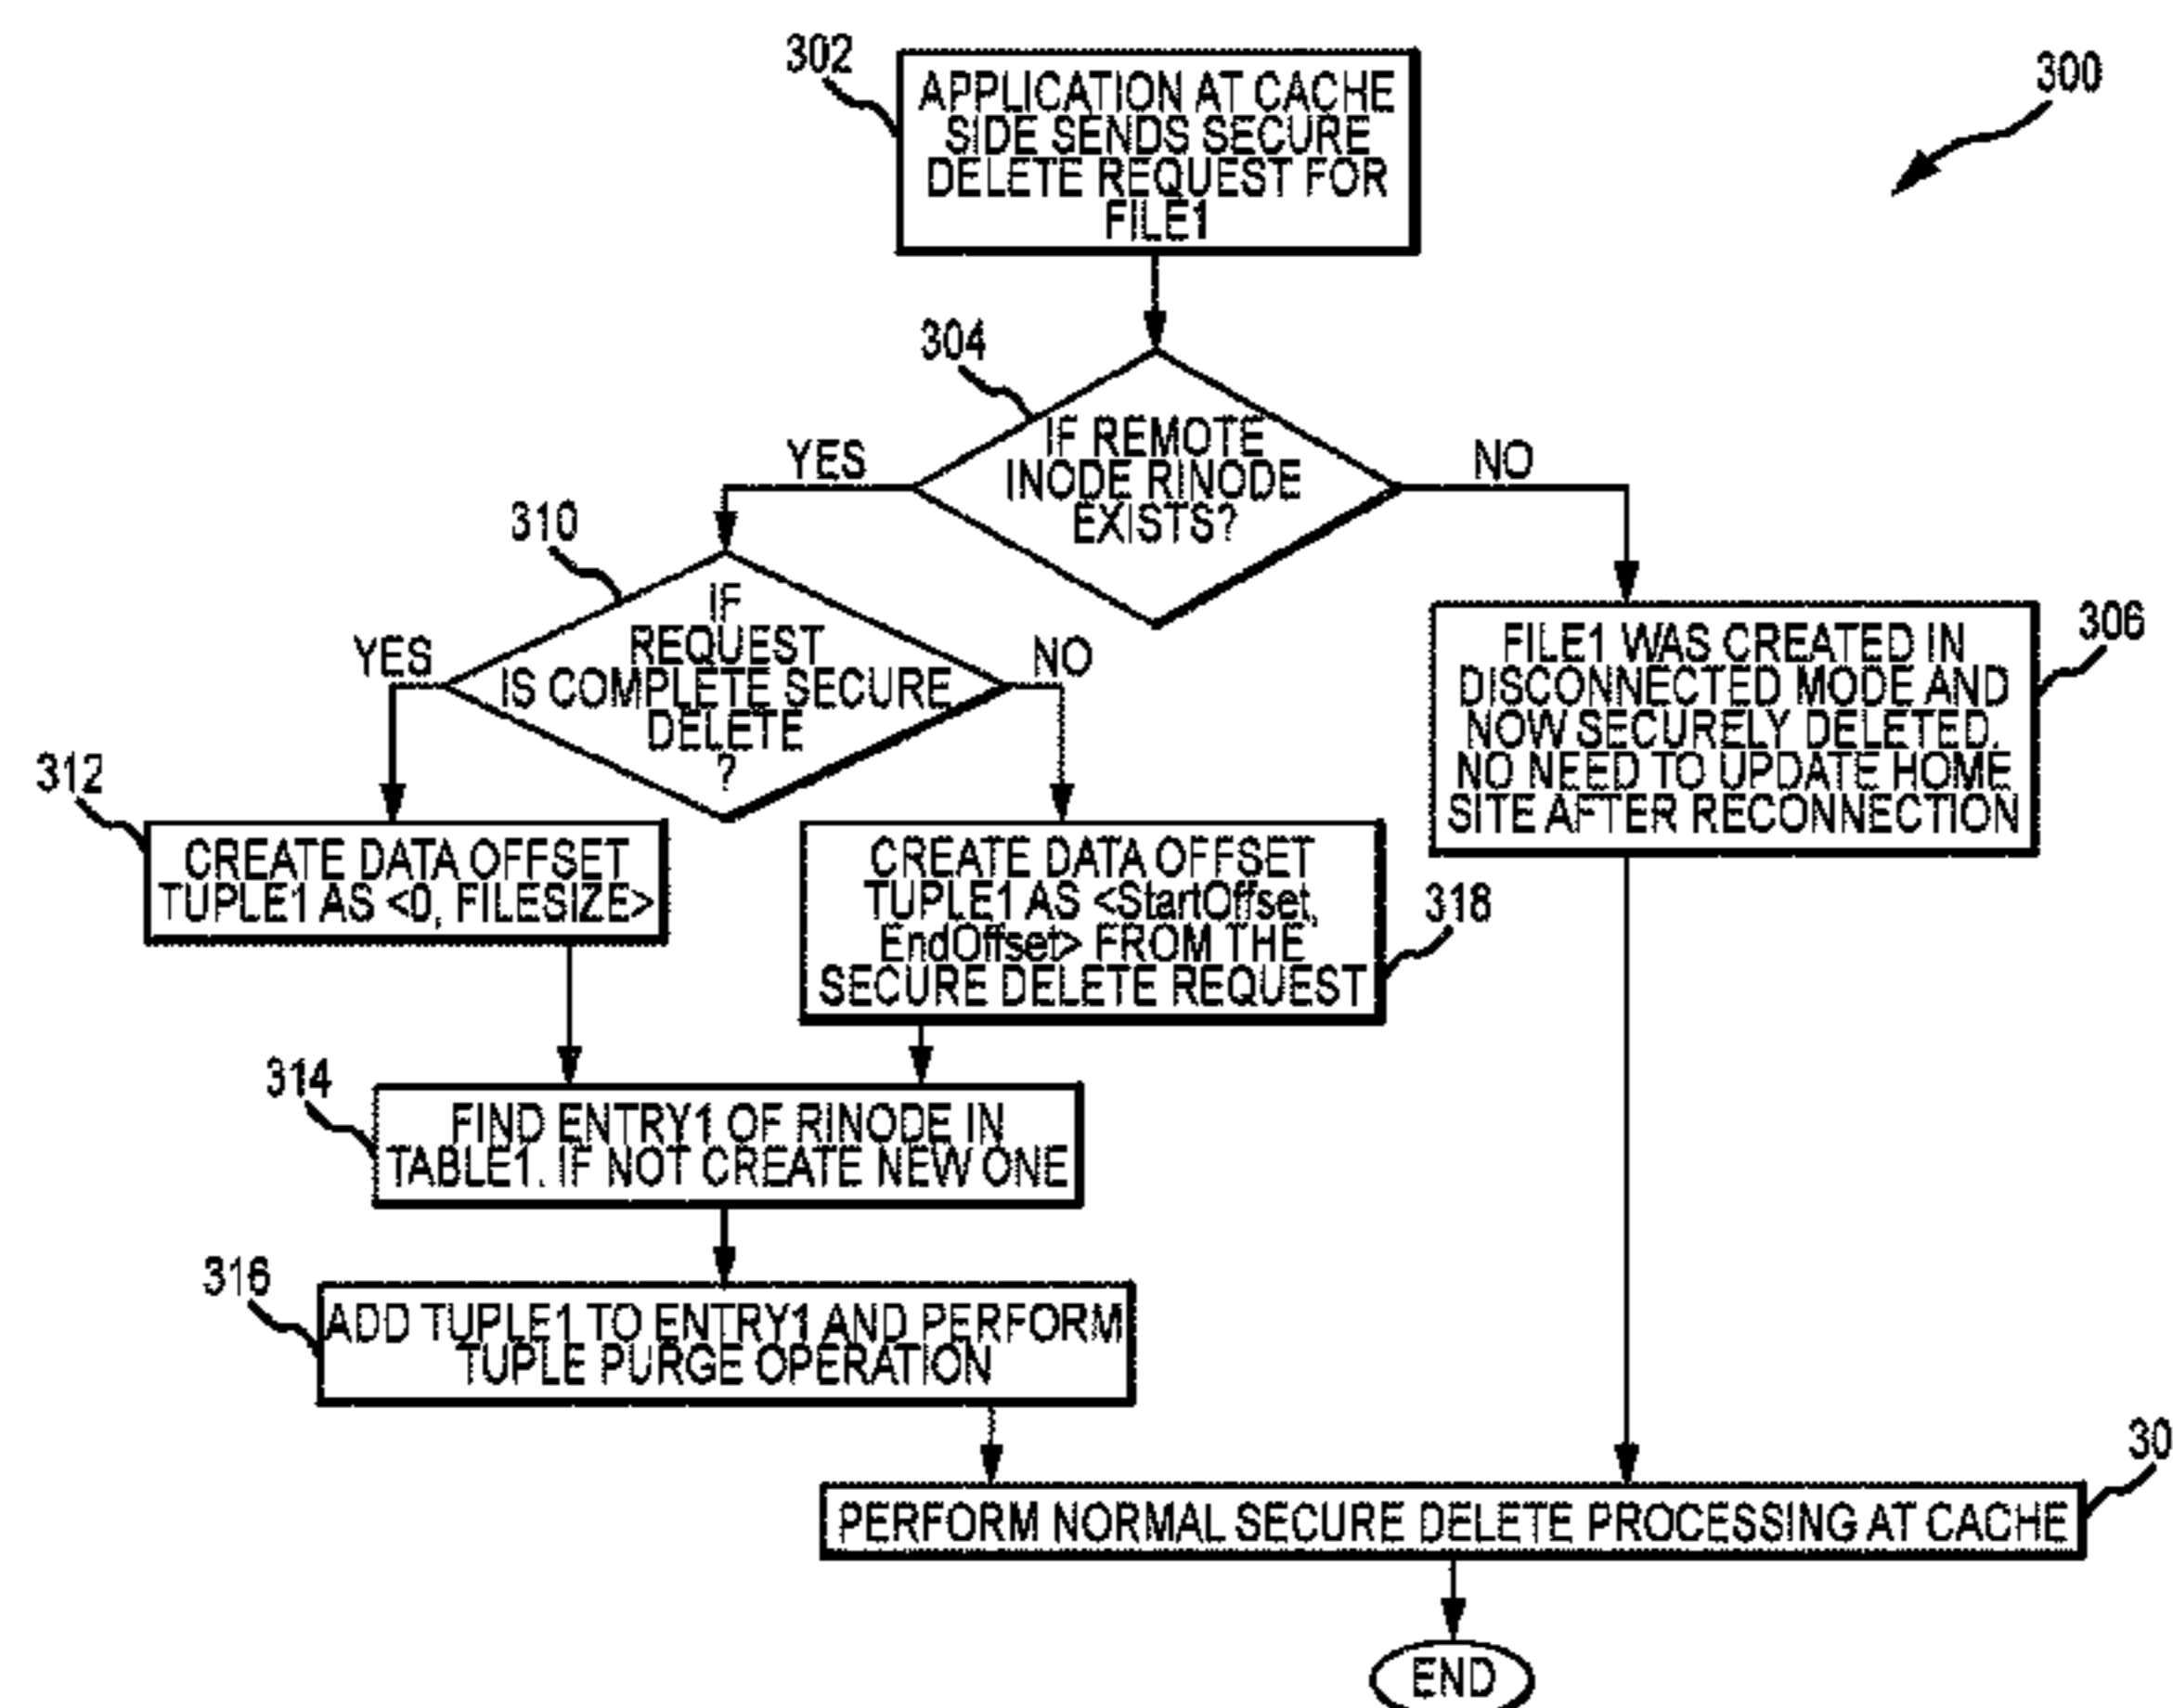 302
APPLICATION AT CACHE
SIDE SENDS SECURE
DELETE REQUEST FOR
FILE1
300
304
IF REMOTE
INODE RINODE
EXISTS?
YES
NO
310
IF
REQUEST
IS COMPLETE SECURE
DELETE
?
YES
NO
306
FILE1 WAS CREATED IN
DISCONNECTED MODE AND
NOW SECURELY DELETED.
NO NEED TO UPDATE HOME
SITE AFTER RECONNECTION
312
CREATE DATA OFFSET
TUPLE1 AS <0, FILESIZE>
318
CREATE DATA OFFSET
TUPLE1 AS <StartOffset,
EndOffset> FROM THE
SECURE DELETE REQUEST
314
FIND ENTRY1 OF RINODE IN
TABLE1. IF NOT CREATE NEW ONE
316
ADD TUPLE1 TO ENTRY1 AND PERFORM
TUPLE PURGE OPERATION
30
PERFORM NORMAL SECURE DELETE PROCESSING AT CACHE
END